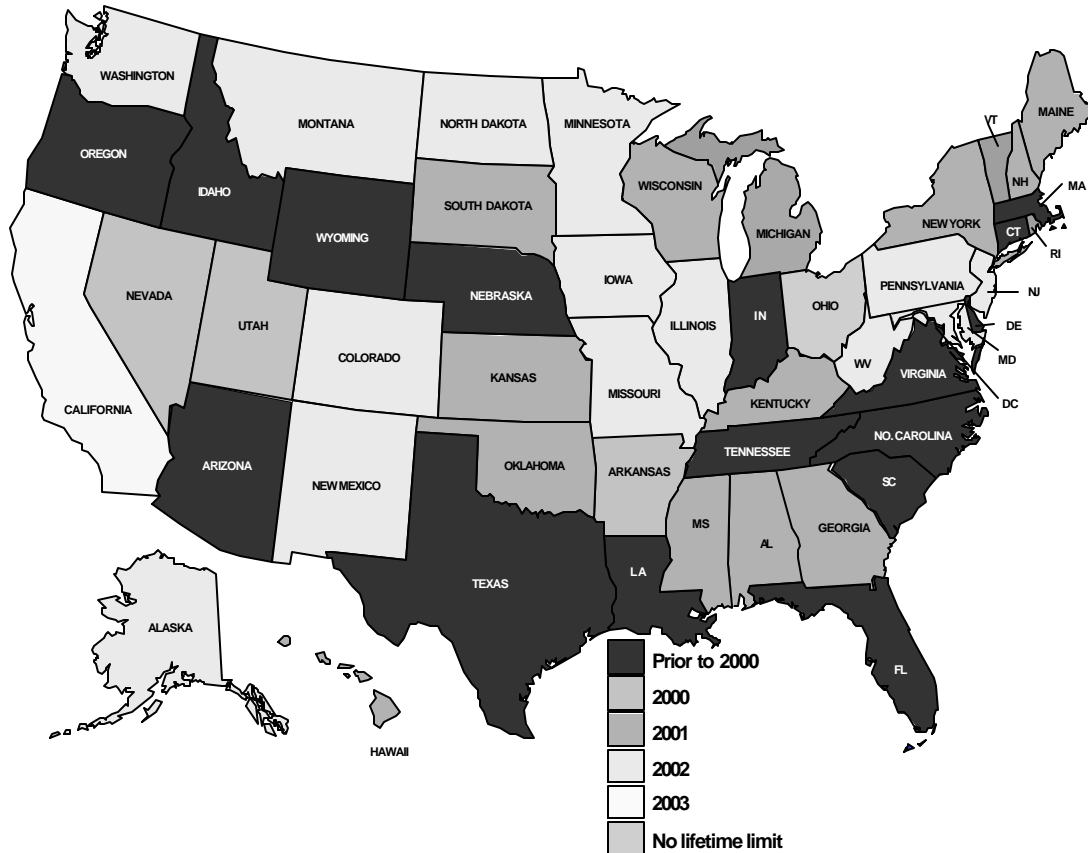 WASHINGTON
MONTANA
NORTH DAKOTA
MINNESOTA
VT
MAINE
OREGON
IDAHO
WISCONSIN
NH
MA
SOUTH DAKOTA
NEW YORK
WYOMING
MICHIGAN
CT
RI
IOWA
PENNSYLVANIA
NEBRASKA
NJ
NEVADA
OHIO
UTAH
ILLINOIS
IN
DE
COLORADO
MD
WV
VIRGINIA
KANSAS
MISSOURI
KENTUCKY
DC
CALIFORNIA
NO. CAROLINA
TENNESSEE
ARIZONA
OKLAHOMA
ARKANSAS
NEW MEXICO
SC
MS
GEORGIA
AL
TEXAS
LA
ALASKA
FL
HAWAII
Prior to 2000
2000
2001
2002
2003
No lifetime limit